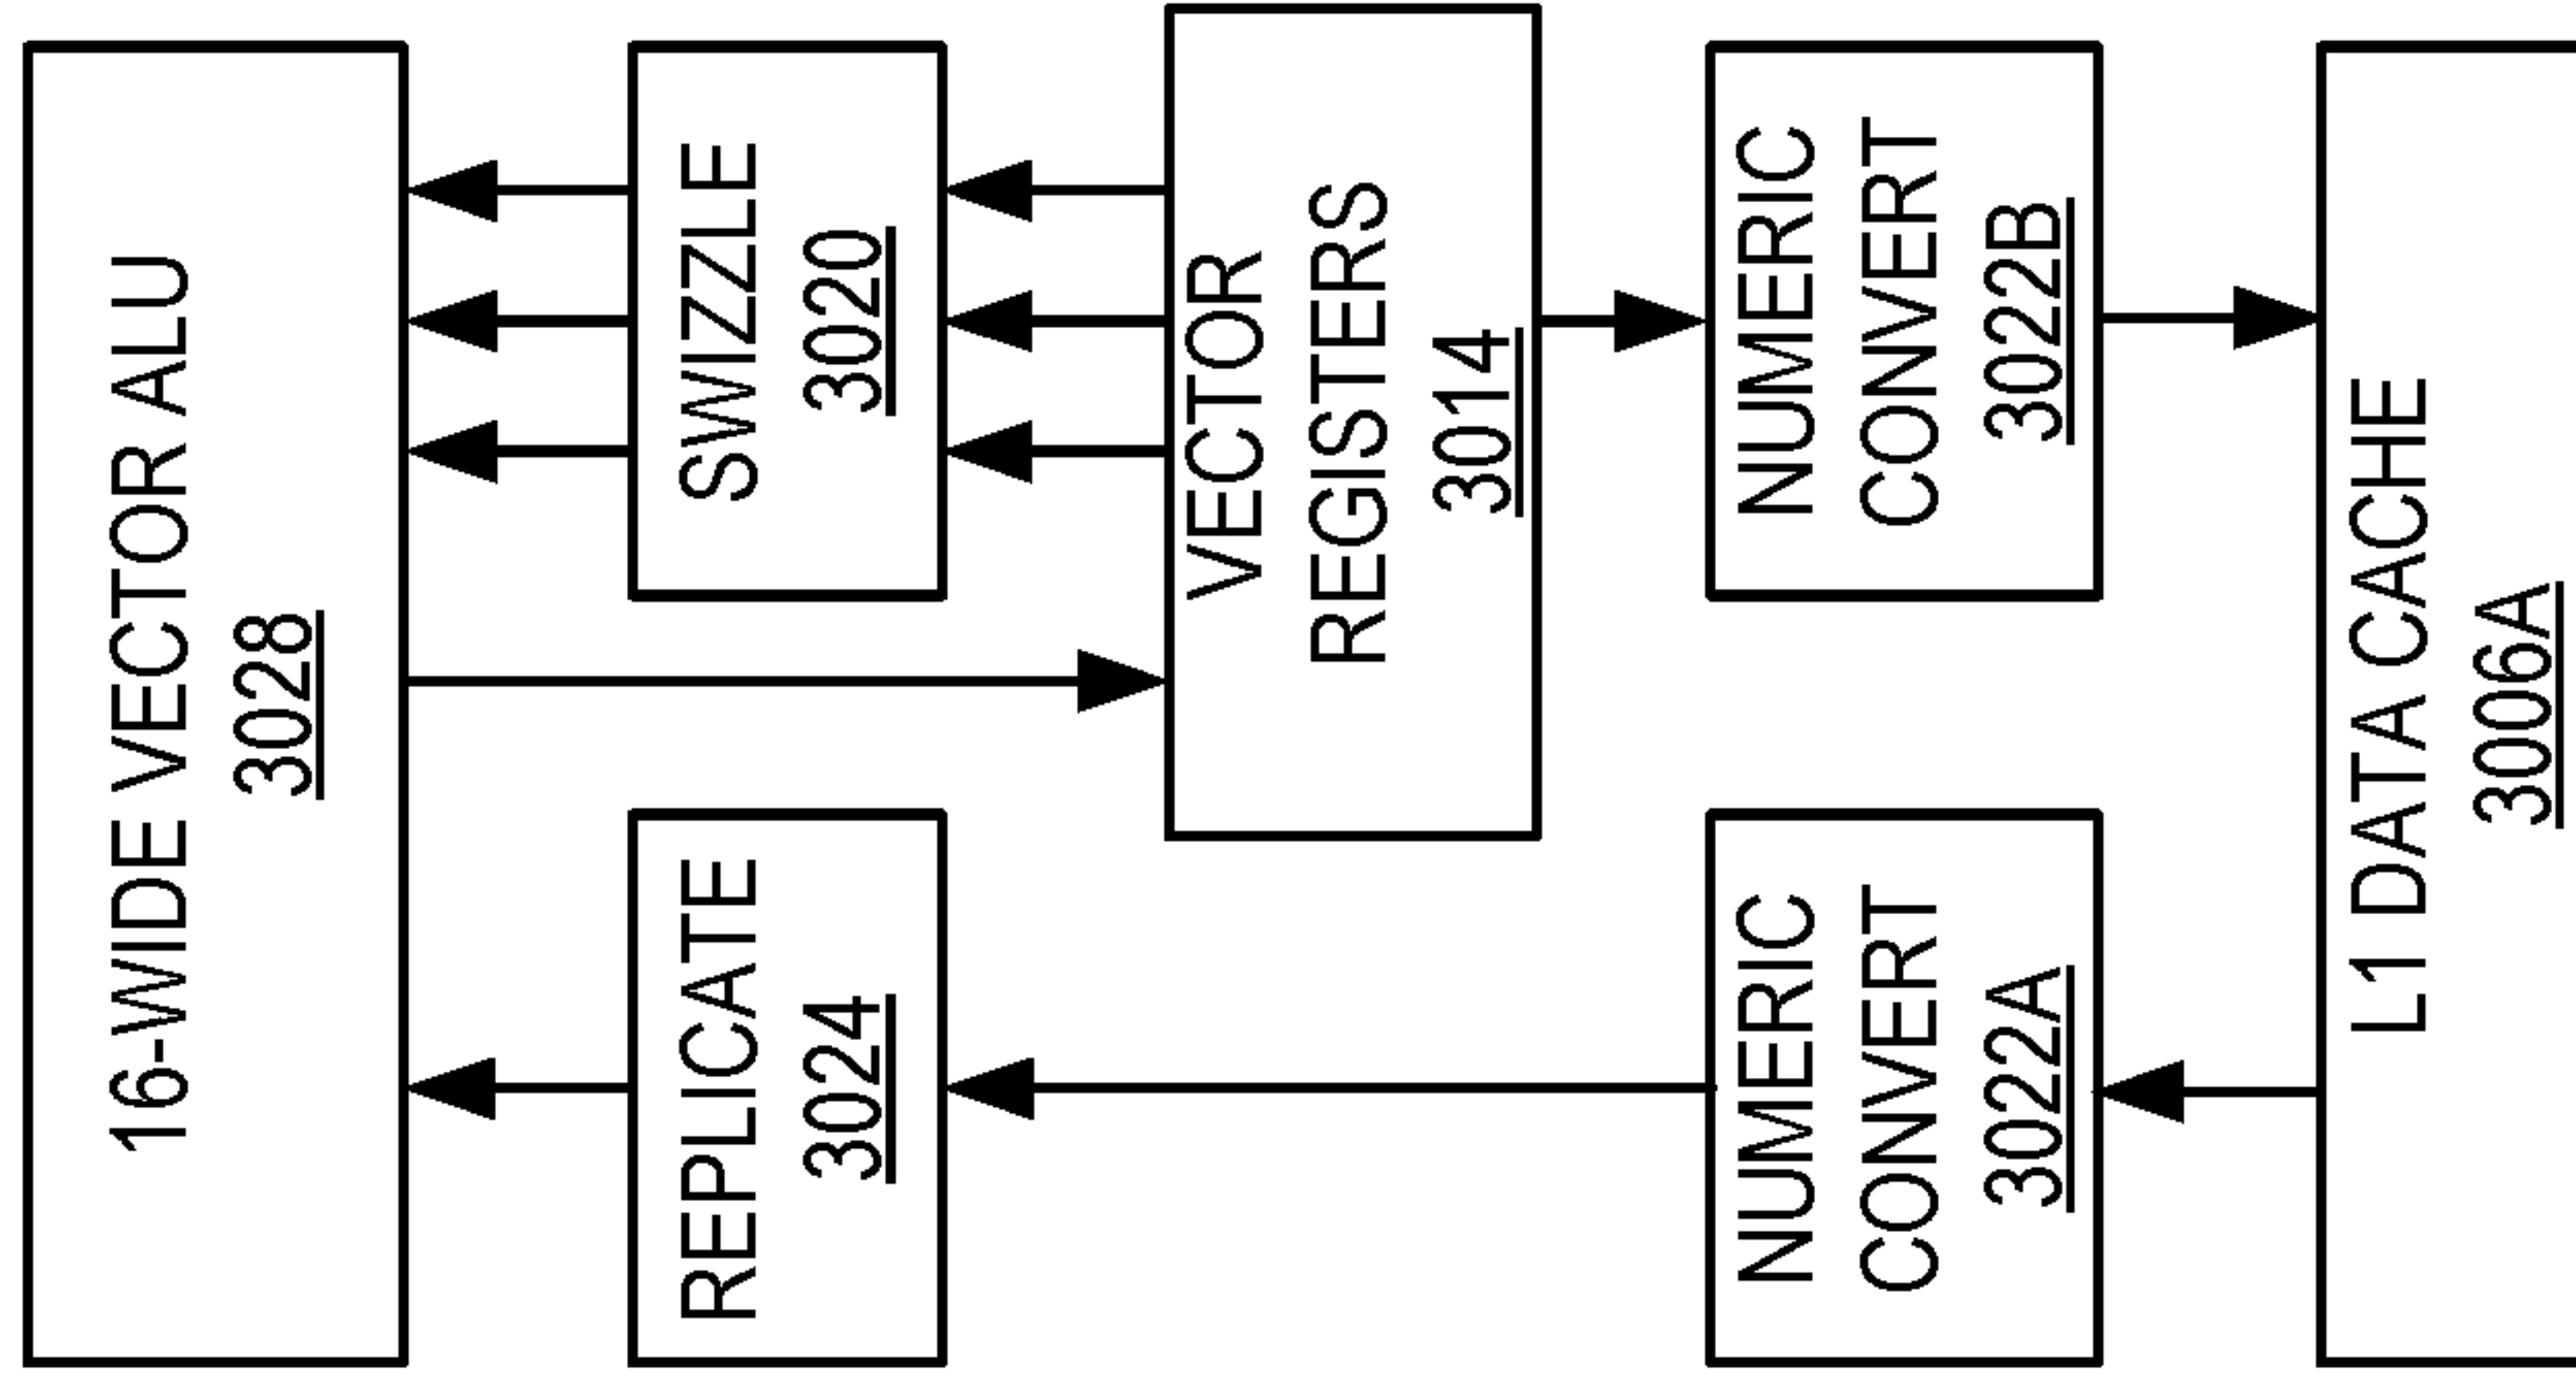 16-WIDE VECTOR ALU
3028
REPLICATE
3024
SWIZZLE
3020
VECTOR
REGISTERS
3014
NUMERIC
CONVERT
3022A
NUMERIC
CONVERT
3022B
L1 DATA CACHE
3006A